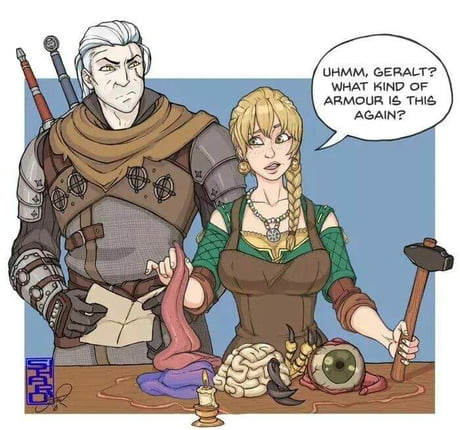 UHMM, GERALT?
WHAT KIND OF
ARMOUR IS THIS
AGAIN?